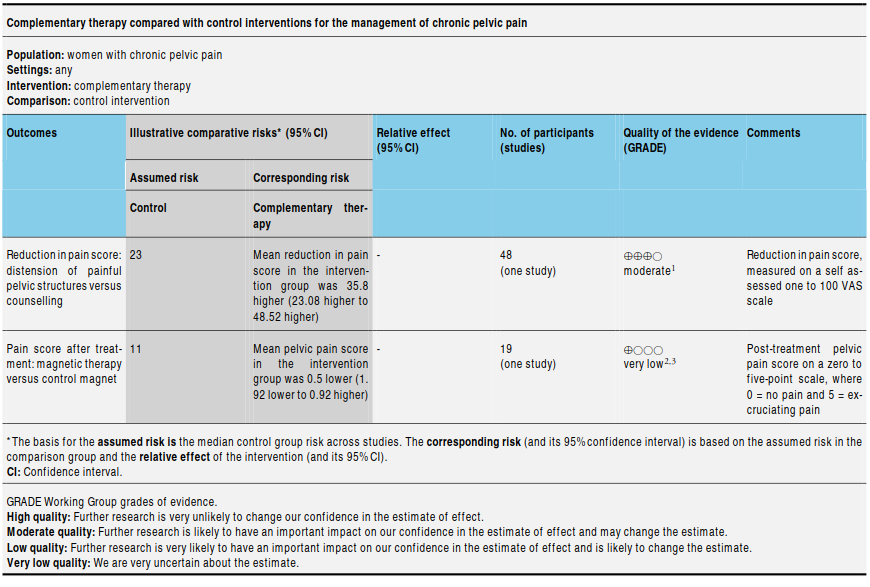 Complementary therapy compared with control interventions for the management of chronic pelvic pain
Population: women with chronic pelvic pain
Settings: any
Intervention: complementary therapy
Comparison: control intervention
Outcomes Illustrative comparative risks* (95% CI) Relative effect (95% CI) No. of participants (studies) Quality of the evidence (GRADE) Comments
Assumed risk Corresponding risk
Control Complementary ther-
apy
Reduction in pain score:
distension of painful
pelvic structures versus
counselling
23
Mean reduction in pain
score in the interven-
tion group was 35.8
higher (23.08 higher to
48.52 higher)
-
48
(one study)
⊕⊕⊕○
moderate1
Reduction in pain score,
measured on a self as-
sessed one to 100 VAS
scale
Pain score after treat-
ment: magnetic therapy
versus control magnet
11
Mean pelvic pain score
in the intervention
group was 0.5 lower (1.
92 lower to 0.92 higher)
-
19
(one study)
⊕○○○
very low2,3
Post-treatment pelvic
pain score on a zero to
five-point scale, where
0 = no pain and 5 = ex-
cruciating pain
*The basis for the assumed risk is the median control group risk across studies. The corresponding risk (and its 95% confidence interval) is based on the assumed risk in the
comparison group and the relative effect of the intervention (and its 95% CI).
CI: Confidence interval.
GRADE Working Group grades of evidence.
High quality: Further research is very unlikely to change our confidence in the estimate of effect.
Moderate quality: Further research is likely to have an important impact on our confidence in the estimate of effect and may change the estimate.
Low quality: Further research is very likely to have an important impact on our confidence in the estimate of effect and is likely to change the estimate.
Very low quality: We are very uncertain about the estimate.